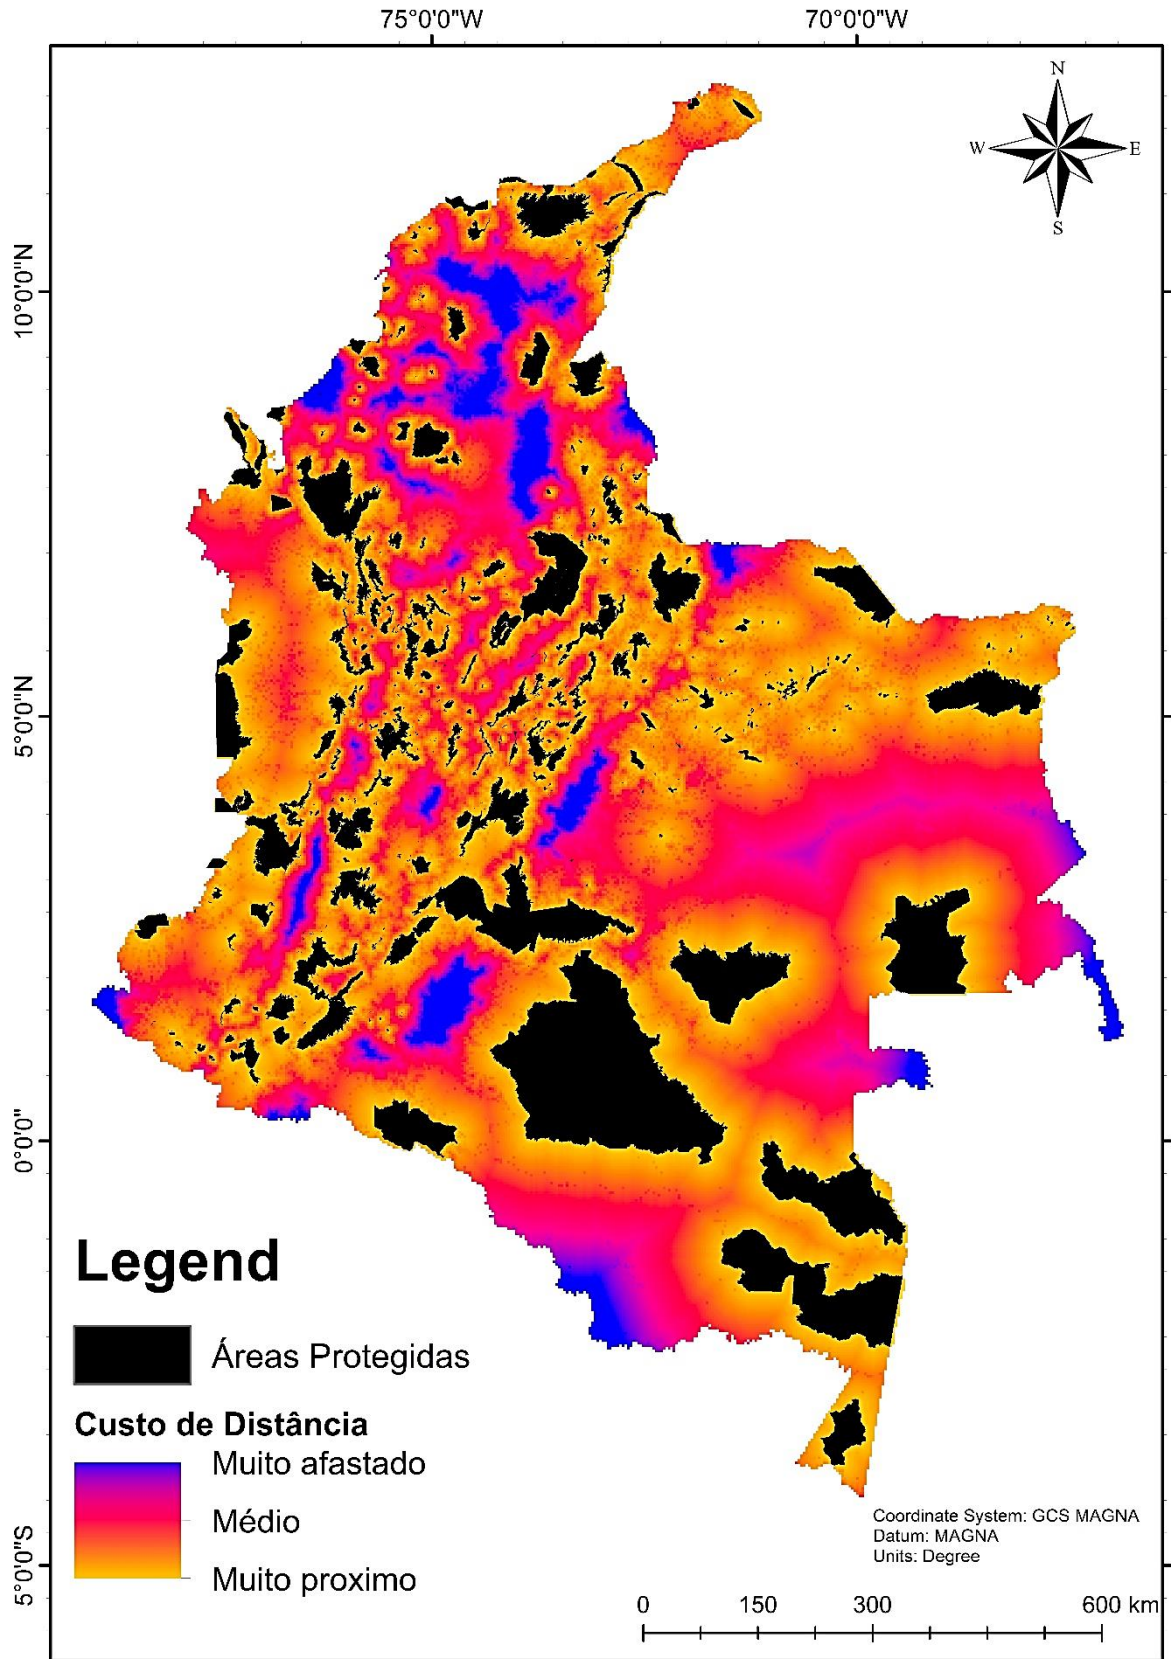 75°0'0"W
70°0'0"W
N
W
E
S
10°0'0"N
5°0'0"N
0°0'0"
5°0'0"S
Legend
Áreas Protegidas
Custo de Distância
Muito afastado
Médio
Muito proximo
Coordinate System: GCS MAGNA
Datum: MAGNA
Units: Degree
0 150 300 600 km